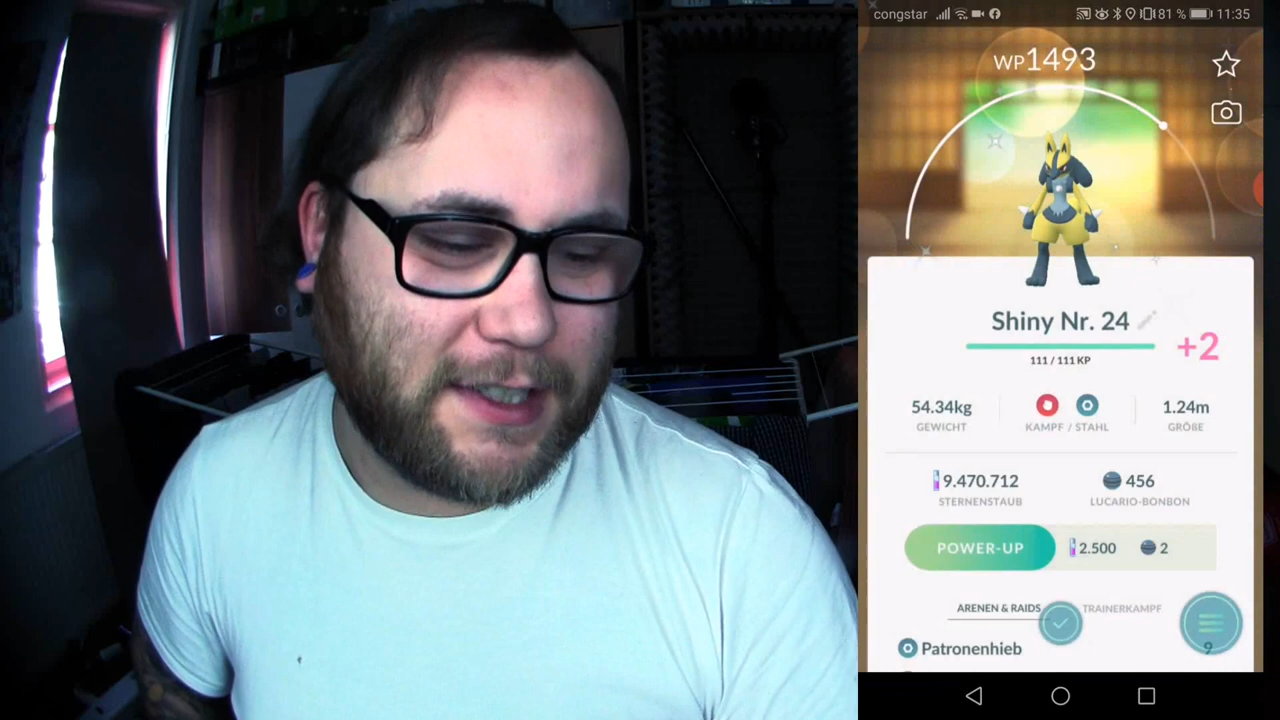 congstar 81 % 11:35
WP1493
Shiny Nr. 24
+2
111 / 111 KP
54.34kg
GEWICHT
KAMPF / STAHL
1.24m
GRÖßE
9.470.712
STERNENSTAUB
456
LUCARIO-BONBON
POWER-UP
2.500
2
ARENEN & RAIDS
TRAINERKAMPF
Patronenhieb
9